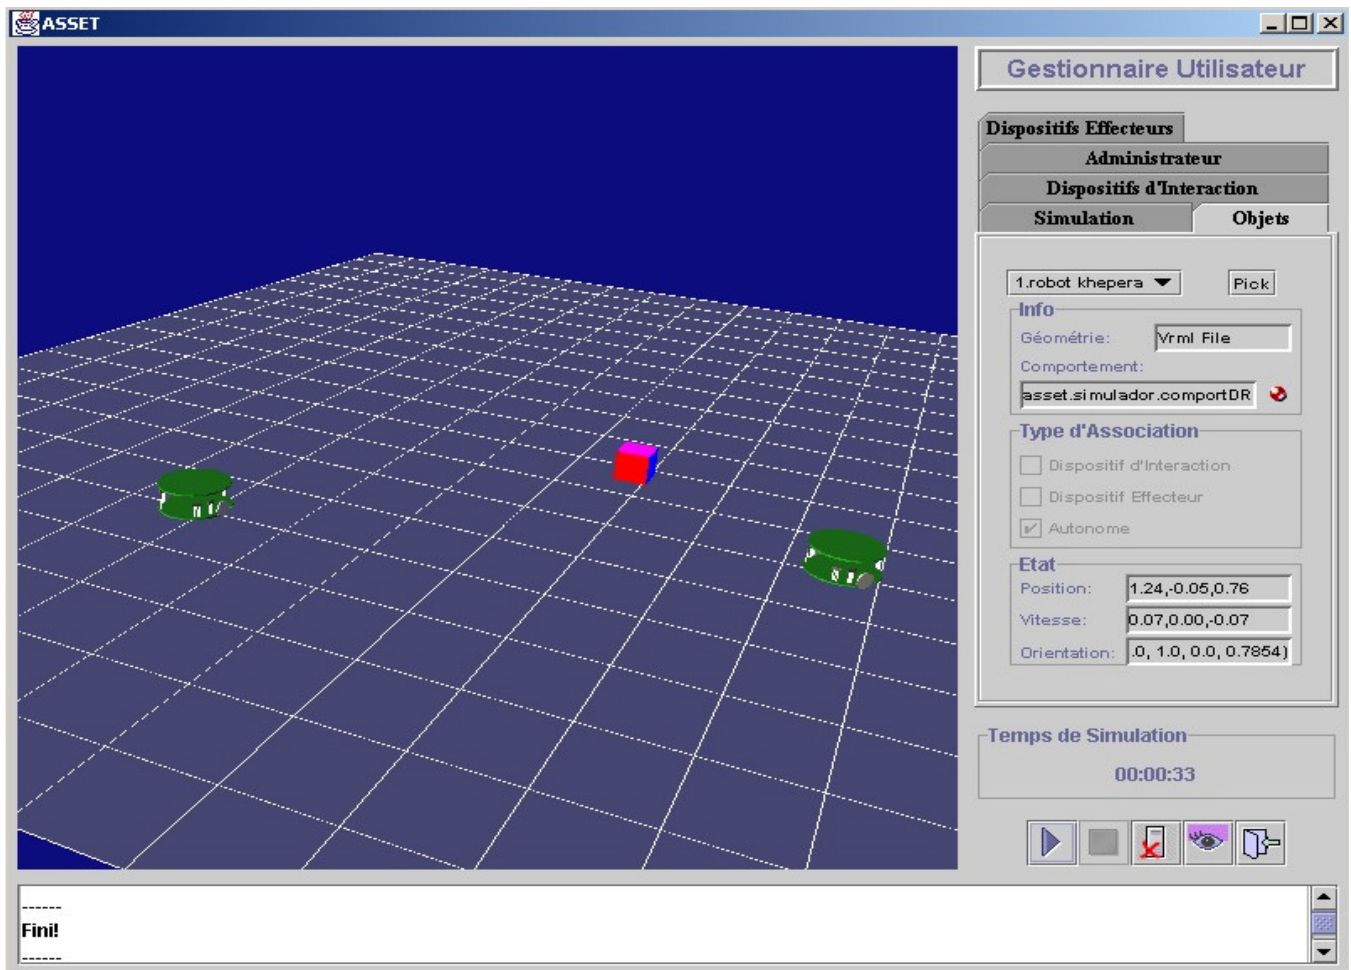 ASSET
Gestionnaire Utilisateur
Dispositifs Effecteurs
Administrateur
Dispositifs d'Interaction
Simulation Objets
1.robot khepera Pick
Info
Géométrie: Vrml File
Comportement:
asset.simulador.comportDR
Type d'Association
Dispositif d'Interaction
Dispositif Effecteur
Autonome
Etat
Position: 1.24,-0.05,0.76
Vitesse: 0.07,0.00,-0.07
Orientation: .0, 1.0, 0.0, 0.7854)
Temps de Simulation
00:00:33
------
Fini!
------